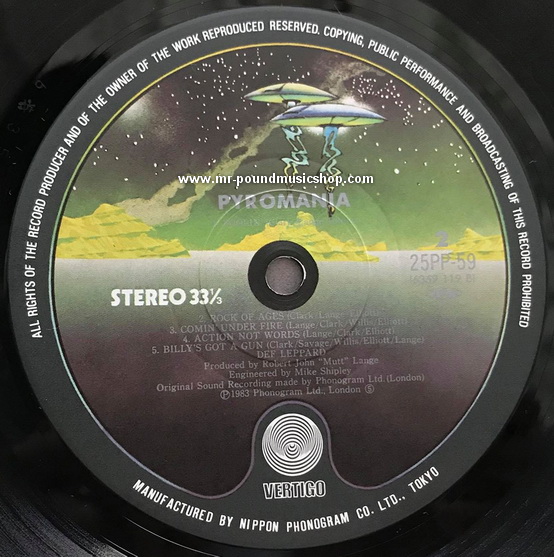 ALL RIGHTS OF THE RECORD PRODUCER AND OF THE OWNER OF THE WORK REPRODUCED RESERVED. COPYING, PUBLIC PERFORMANCE AND BROADCASTING OF THIS RECORD PROHIBITED
www.mr-poundmusicshop.com
PYROMANIA
2
25PP-59
STEREO 33⅓
2. ROCK OF AGES (Clark/Lange/
3. COMIN UNDER FIRE (Lange/Clark/Willis/Elliott)
4. ACTION NOT WORDS (Lange/Clark/Elliott)
5. BILLY'S GOT A GUN (Clark/Savage/Willis/Elliott/Lange)
DEF LEPPARD
Produced by Robert John "Mutt" Lange
Engineered by Mike Shipley
Original Sound Recording made by Phonogram Ltd.(London)
Ⓟ1983 Phonogram Ltd., London Ⓢ
VERTIGO
MANUFACTURED BY NIPPON PHONOGRAM CO. LTD., TOKYO